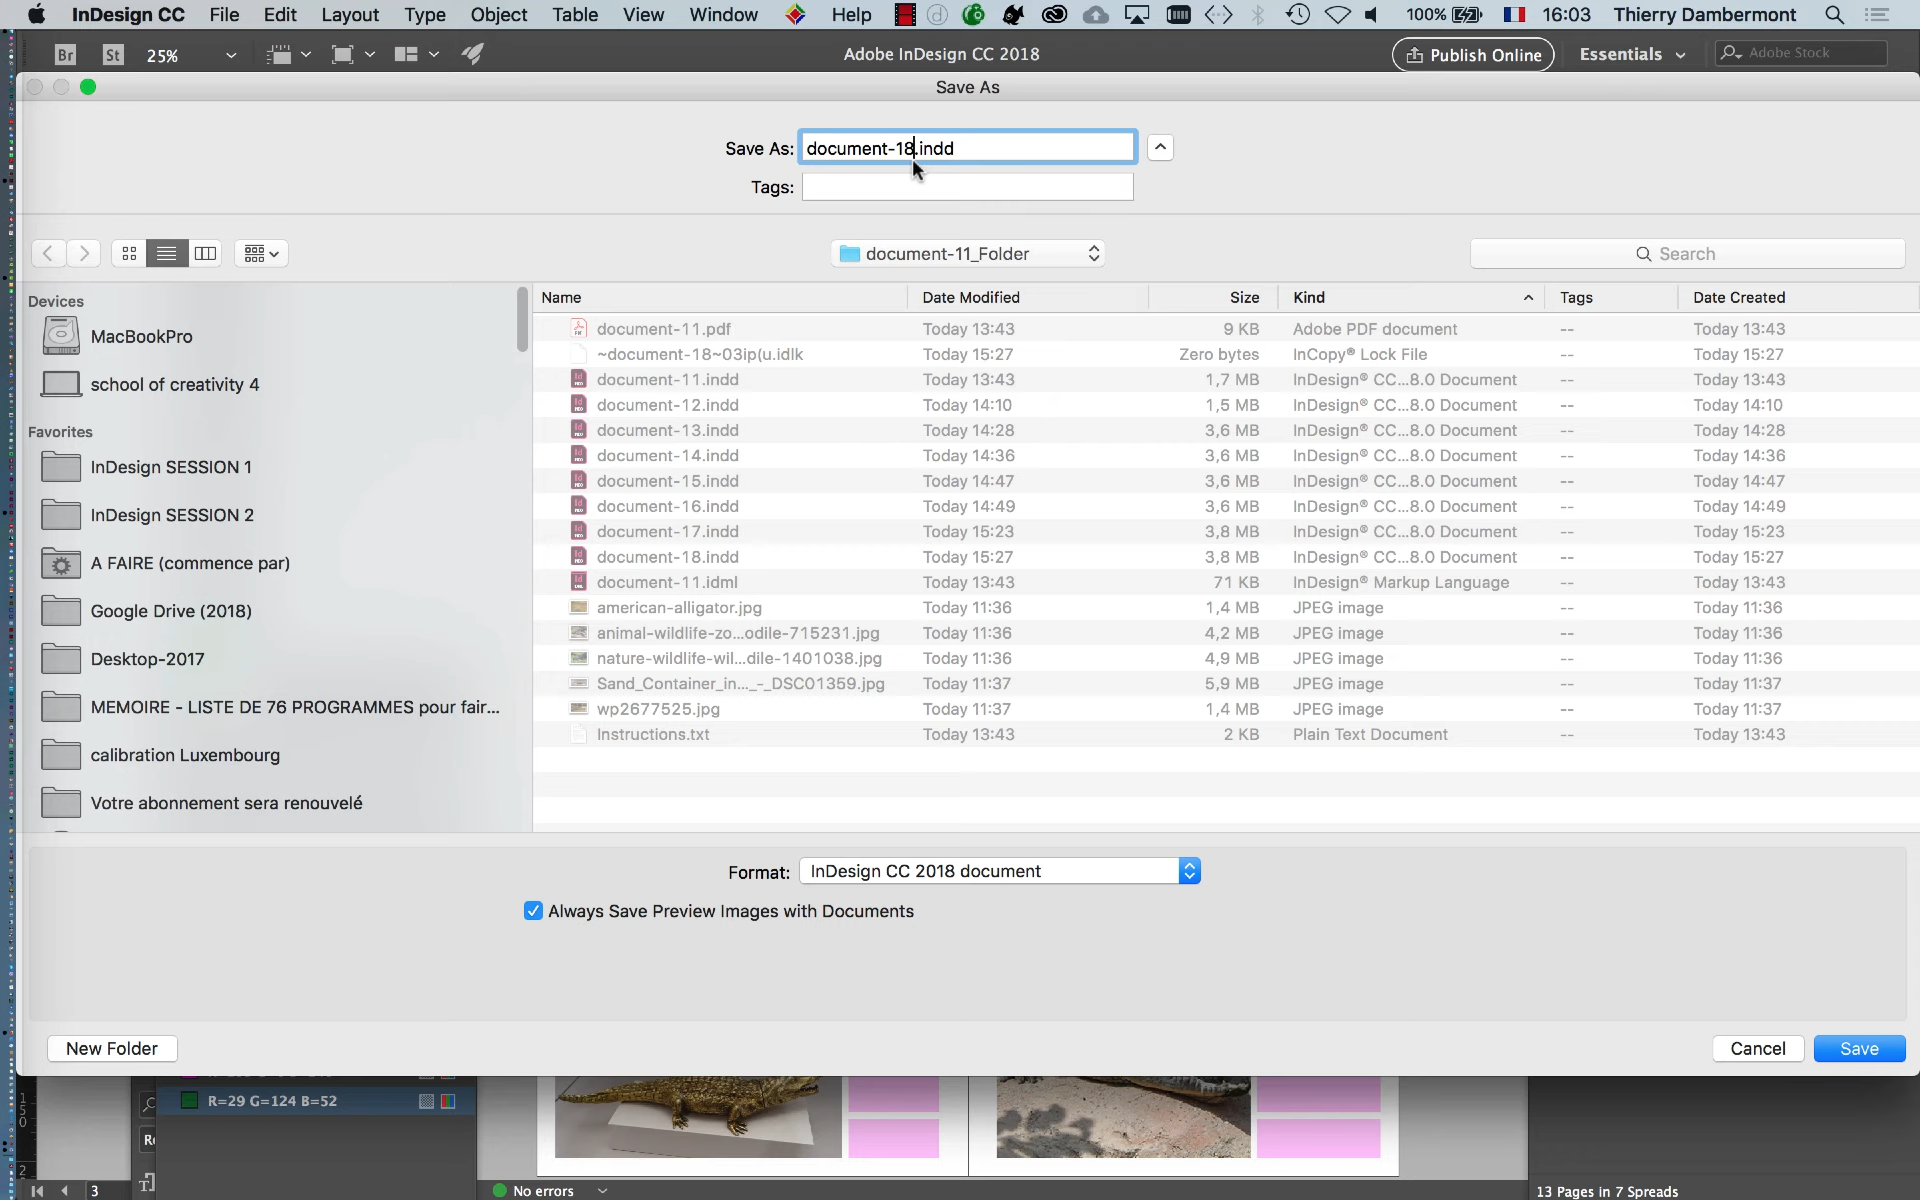 InDesign CC File Edit Layout Type Object Table View Window Help 100% 16:03 Thierry Dambermont
Br St 25% Adobe InDesign CC 2018 Publish Online Essentials Adobe Stock
Save As
Save As: document-18.indd
Tags:
document-11_Folder Search
Devices
MacBookPro
school of creativity 4
Favorites
InDesign SESSION 1
InDesign SESSION 2
A FAIRE (commence par)
Google Drive (2018)
Desktop-2017
MEMOIRE - LISTE DE 76 PROGRAMMES pour fair...
calibration Luxembourg
Votre abonnement sera renouvelé
Name Date Modified Size Kind Tags Date Created
document-11.pdf Today 13:43 9 KB Adobe PDF document -- Today 13:43
~document-18~03ip(u.idlk Today 15:27 Zero bytes InCopy® Lock File -- Today 15:27
document-11.indd Today 13:43 1,7 MB InDesign® CC...8.0 Document -- Today 13:43
document-12.indd Today 14:10 1,5 MB InDesign® CC...8.0 Document -- Today 14:10
document-13.indd Today 14:28 3,6 MB InDesign® CC...8.0 Document -- Today 14:28
document-14.indd Today 14:36 3,6 MB InDesign® CC...8.0 Document -- Today 14:36
document-15.indd Today 14:47 3,6 MB InDesign® CC...8.0 Document -- Today 14:47
document-16.indd Today 14:49 3,6 MB InDesign® CC...8.0 Document -- Today 14:49
document-17.indd Today 15:23 3,8 MB InDesign® CC...8.0 Document -- Today 15:23
document-18.indd Today 15:27 3,8 MB InDesign® CC...8.0 Document -- Today 15:27
document-11.idml Today 13:43 71 KB InDesign® Markup Language -- Today 13:43
american-alligator.jpg Today 11:36 1,4 MB JPEG image -- Today 11:36
animal-wildlife-zo...odile-715231.jpg Today 11:36 4,2 MB JPEG image -- Today 11:36
nature-wildlife-wil...dile-1401038.jpg Today 11:36 4,9 MB JPEG image -- Today 11:36
Sand_Container_in..._-_DSC01359.jpg Today 11:37 5,9 MB JPEG image -- Today 11:37
wp2677525.jpg Today 11:37 1,4 MB JPEG image -- Today 11:37
Instructions.txt Today 13:43 2 KB Plain Text Document -- Today 13:43
Format: InDesign CC 2018 document
Always Save Preview Images with Documents
New Folder Cancel Save
R=29 G=124 B=52
3 No errors 13 Pages in 7 Spreads